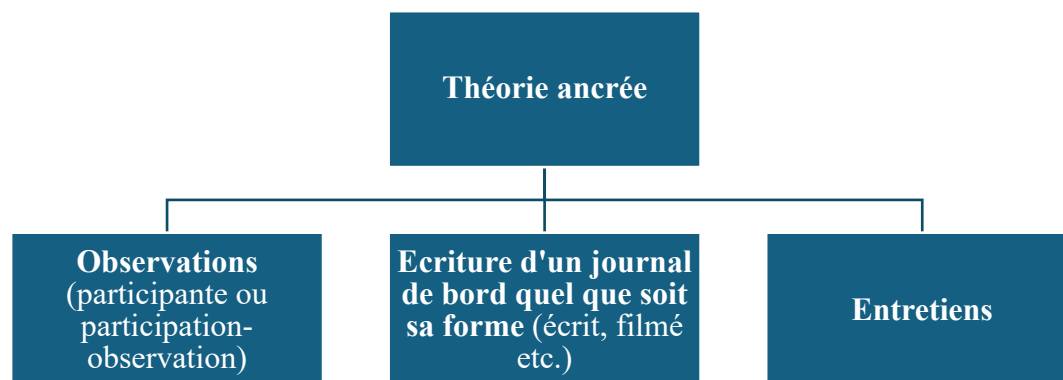 Théorie ancrée
Observations
(participante ou
participation-
observation)
Ecriture d'un journal
de bord quel que soit
sa forme (écrit, filmé
etc.)
Entretiens